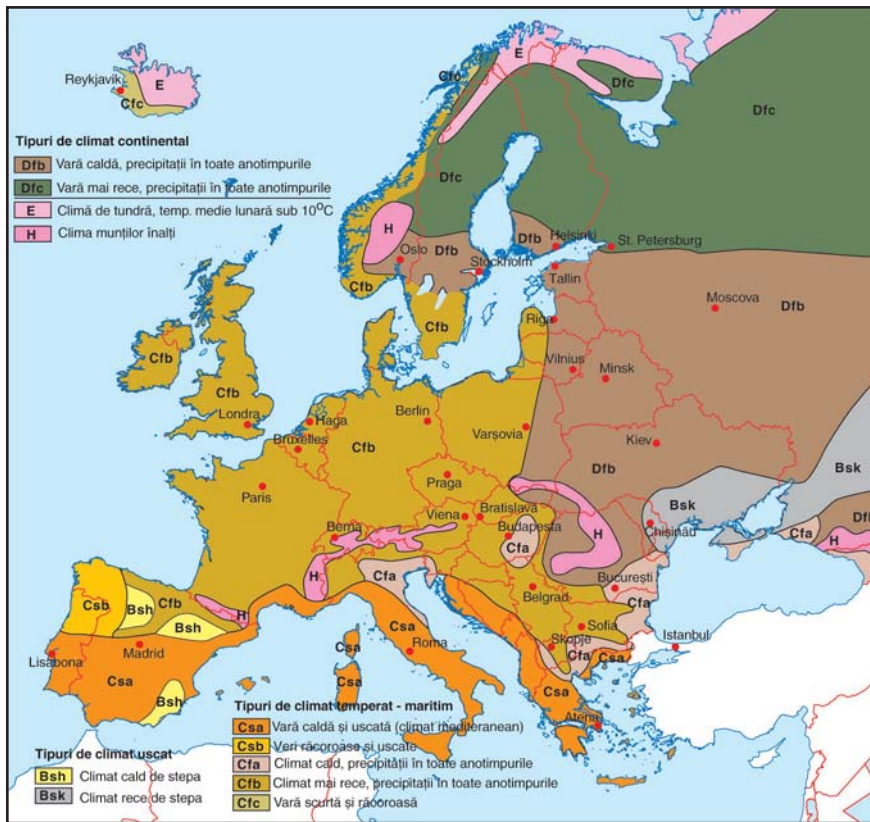 Cfc
E
Reykjavik
E
Cfc
Dfc
Dfc
Tipuri de climat continental
Dfb Vară caldă, precipitații în toate anotimpurile
Dfc Vară mai rece, precipitații în toate anotimpurile
E Climă de tundră, temp. medie lunară sub 10⁰C
H Clima munților înalți
Dfc
H
Oslo
Dfb
Stockholm
Dfb
Helsinki
St. Petersburg
Tallin
Cfb
Cfb
Riga
Moscova
Dfb
Cfb
Vilnius
Minsk
Cfb
Londra
Haga
Bruxelles
Berlin
Varșovia
Kiev
Cfb
Dfb
Paris
Praga
Bsk
Bsk
Viena
Bratislava
Budapesta
Berna
Chișinău
Cfa
H
Cfa
Dfb
H
H
Cfa
București
Cfa
Belgrad
Csb
Bsh
Cfb
Bsh
H
Csa
Sofia
Skopje
Cfa
Csa
Istanbul
Lisabona
Madrid
Csa
Csa
Roma
Csa
Bsh
Csa
Atena
Tipuri de climat temperat - maritim
Csa Vară caldă și uscată (climat mediteranean)
Csb Veri răcoroase și uscate
Cfa Climat cald, precipitații în toate anotimpurile
Cfb Climat mai rece, precipitații în toate anotimpurile
Cfc Vară scurtă și răcoroasă
Tipuri de climat uscat
Bsh Climat cald de stepa
Bsk Climat rece de stepa